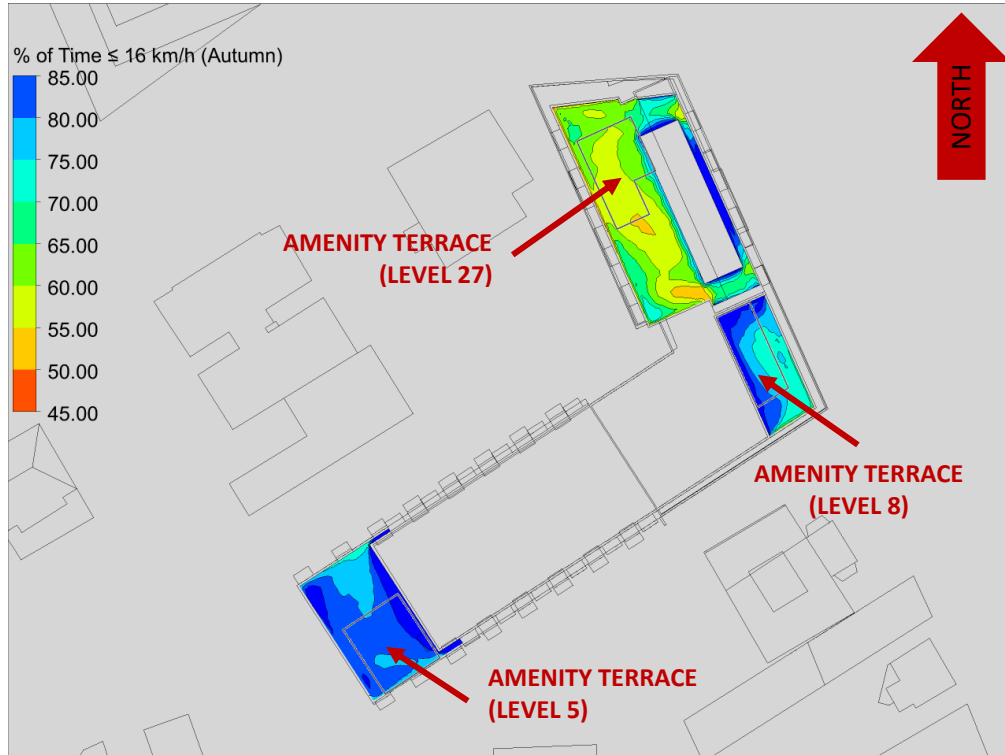 % of Time ≤ 16 km/h (Autumn)
85.00
80.00
75.00
70.00
65.00
60.00
55.00
50.00
45.00
NORTH
AMENITY TERRACE
(LEVEL 27)
AMENITY TERRACE
(LEVEL 8)
AMENITY TERRACE
(LEVEL 5)